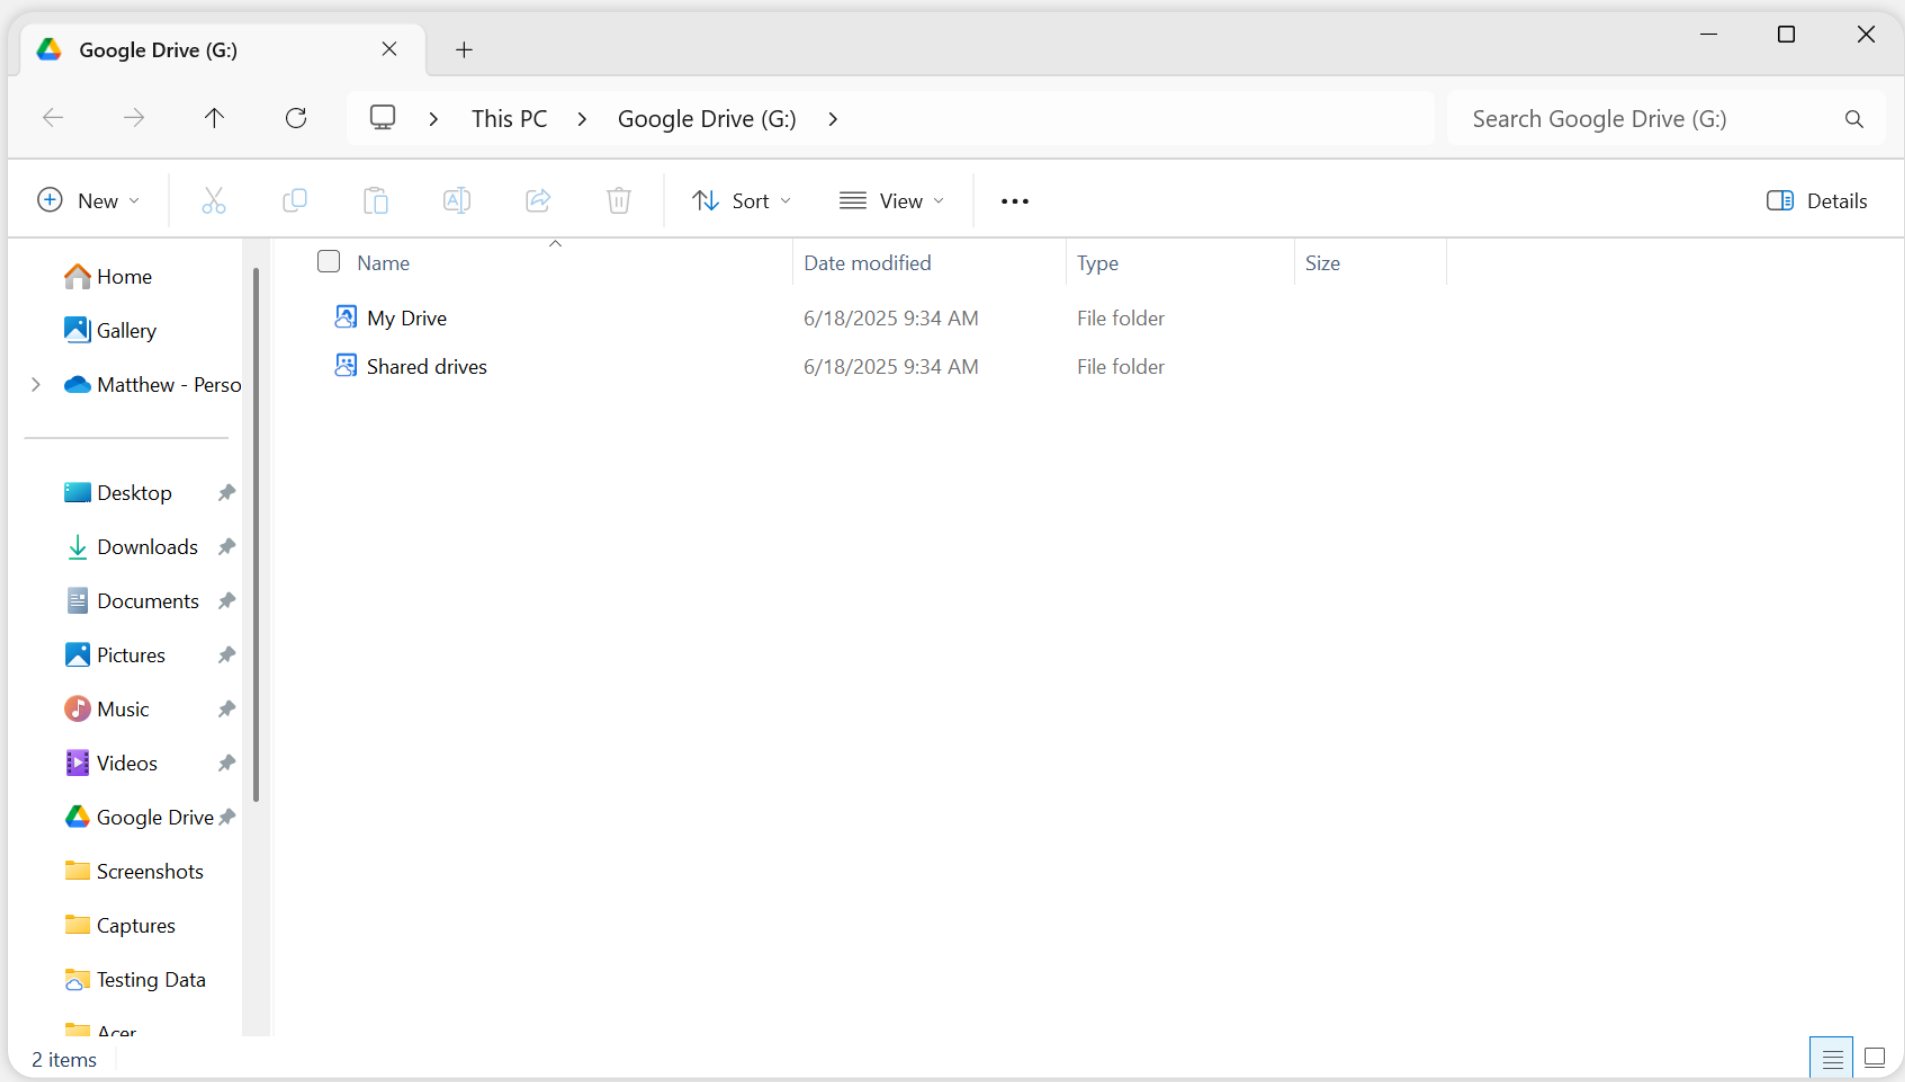 Google Drive (G:)
This PC Google Drive (G:)
Search Google Drive (G:)
New
Sort
View
Details
Name
Date modified
Type
Size
My Drive 6/18/2025 9:34 AM File folder
Shared drives 6/18/2025 9:34 AM File folder
Home
Gallery
Matthew - Perso
Desktop
Downloads
Documents
Pictures
Music
Videos
Google Drive
Screenshots
Captures
Testing Data
Acer
2 items